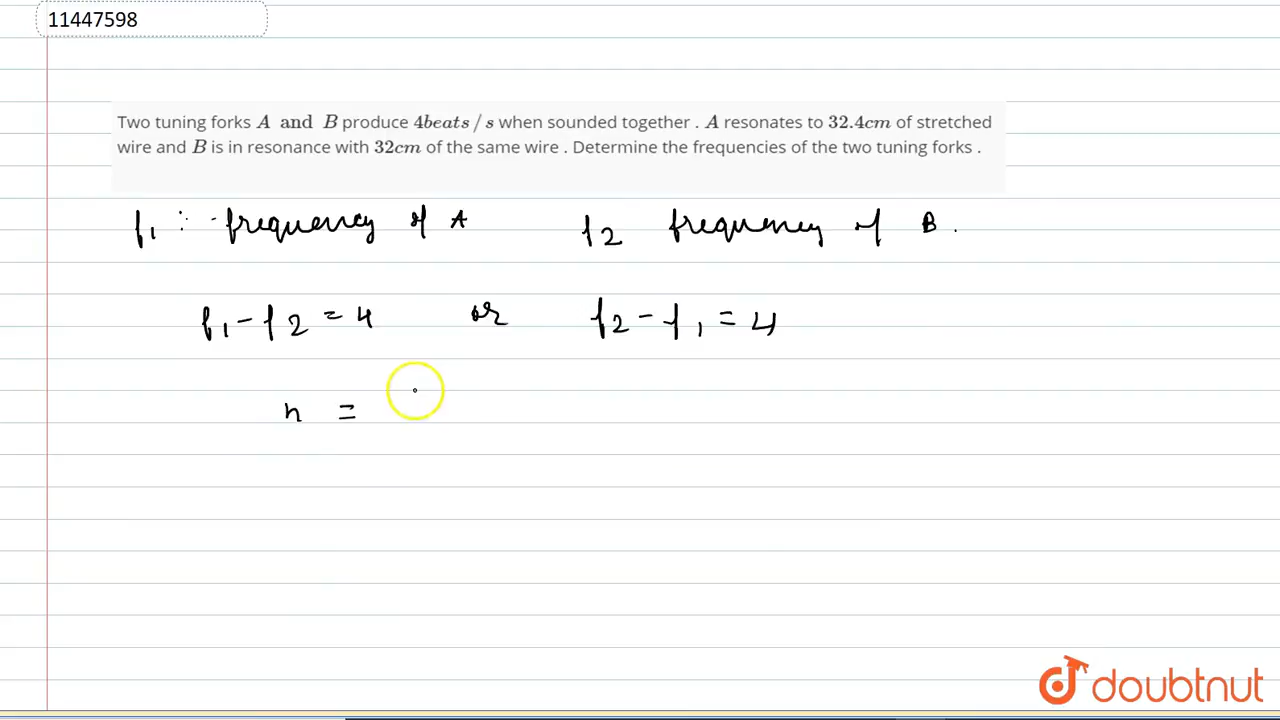 11447598
Two tuning forks A and B produce 4beats/s when sounded together . A resonates to 32.4cm of stretched
wire and B is in resonance with 32cm of the same wire . Determine the frequencies of the two tuning forks .
f1 : frequency of A f2 frequency of B .
f1 - f2 = 4 or f2 - f1 = 4
n =
doubtnut